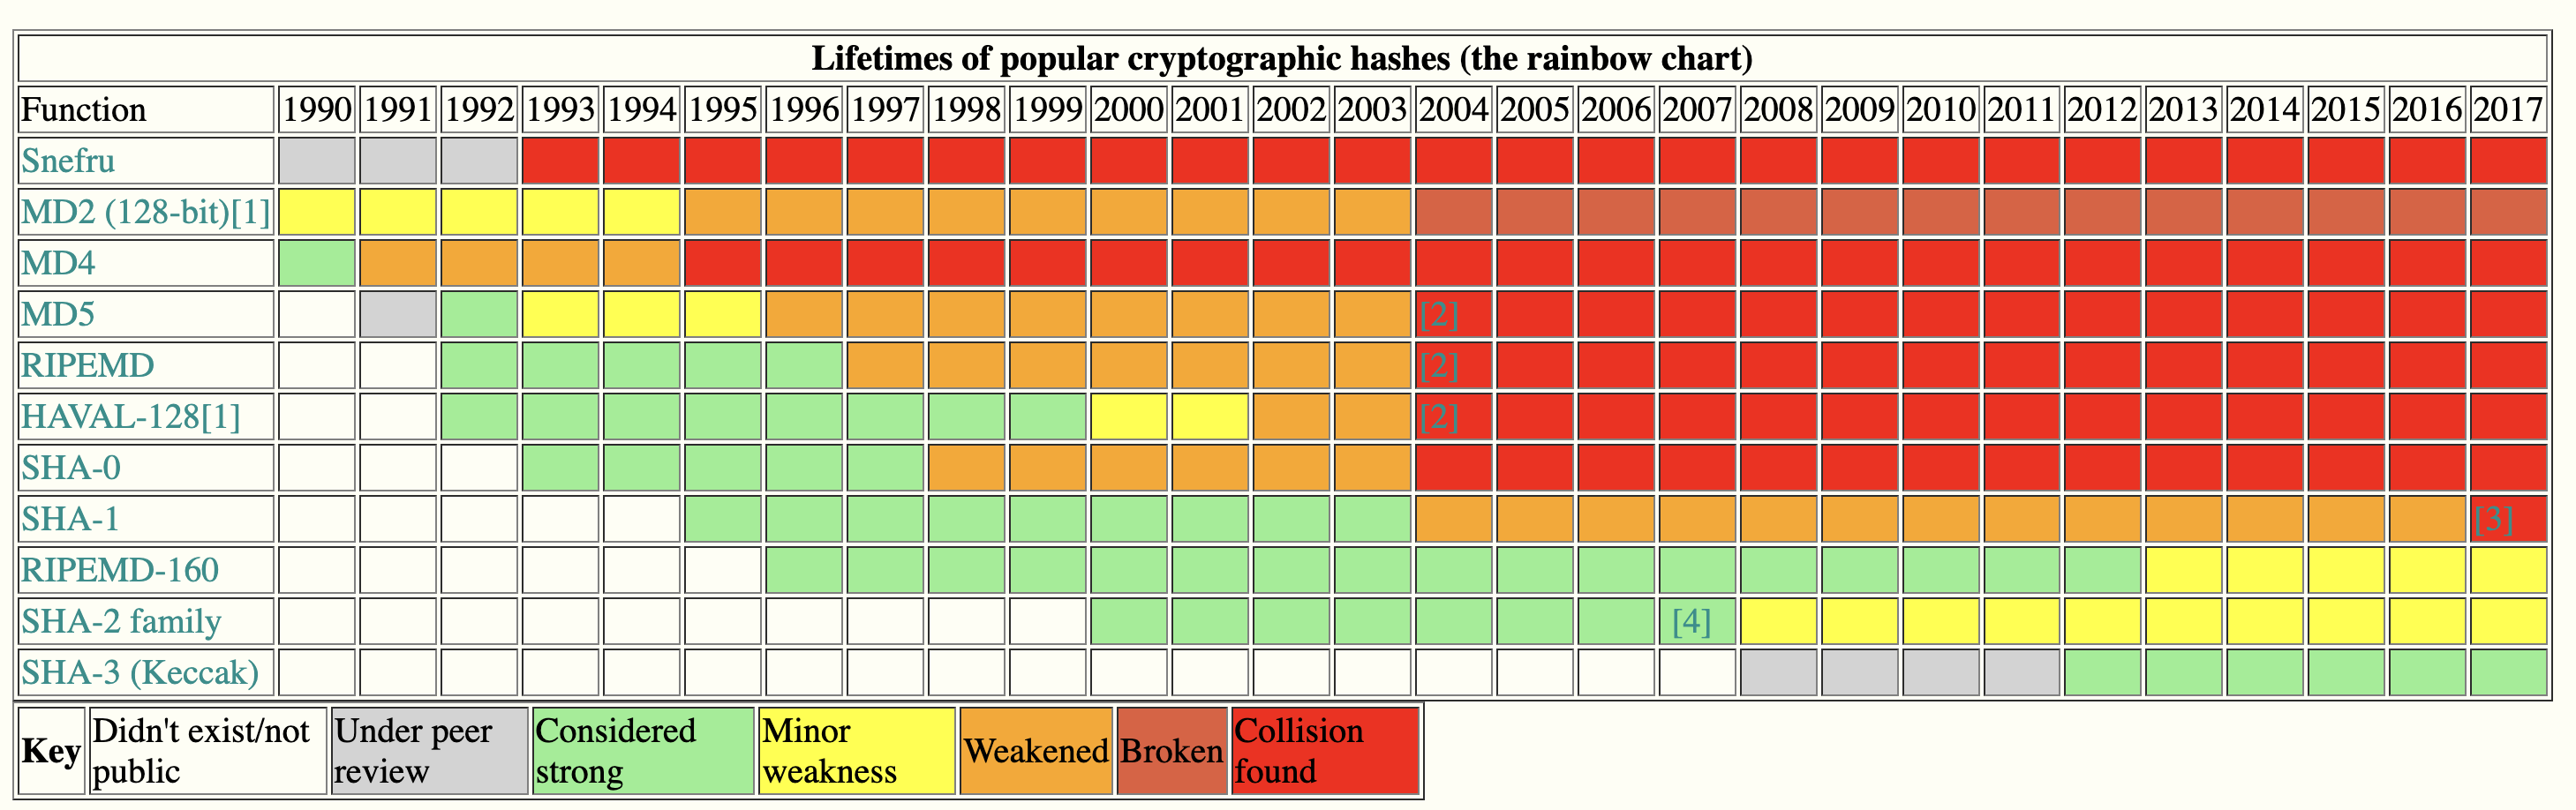 Lifetimes of popular cryptographic hashes (the rainbow chart)
Function 1990 1991 1992 1993 1994 1995 1996 1997 1998 1999 2000 2001 2002 2003 2004 2005 2006 2007 2008 2009 2010 2011 2012 2013 2014 2015 2016 2017
Snefru
MD2 (128-bit)[1]
MD4
MD5 [2]
RIPEMD [2]
HAVAL-128[1] [2]
SHA-0
SHA-1 [3]
RIPEMD-160
SHA-2 family [4]
SHA-3 (Keccak)
Key
Didn't exist/not
public
Under peer
review
Considered
strong
Minor
weakness
Weakened
Broken
Collision
found